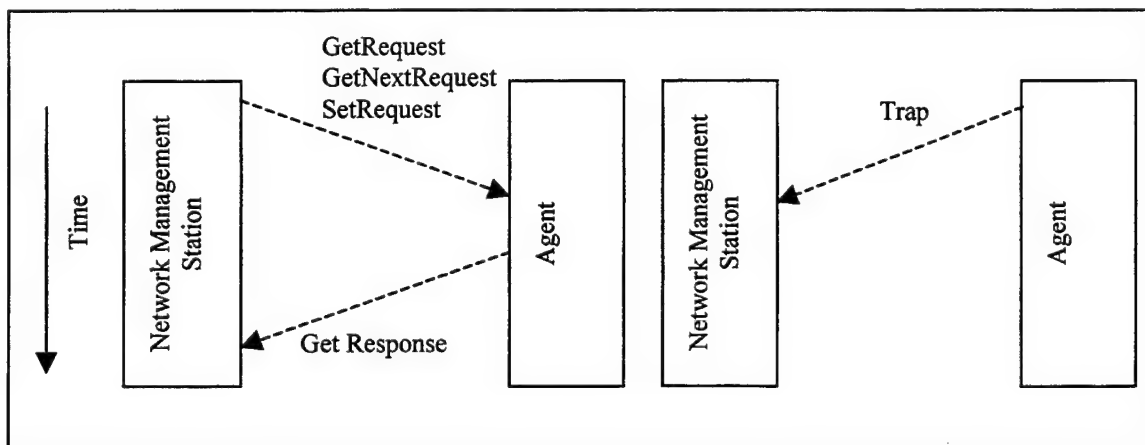 GetRequest
GetNextRequest
SetRequest
Time
Network Management
Station
Agent
Get Response
Network Management
Station
Trap
Agent